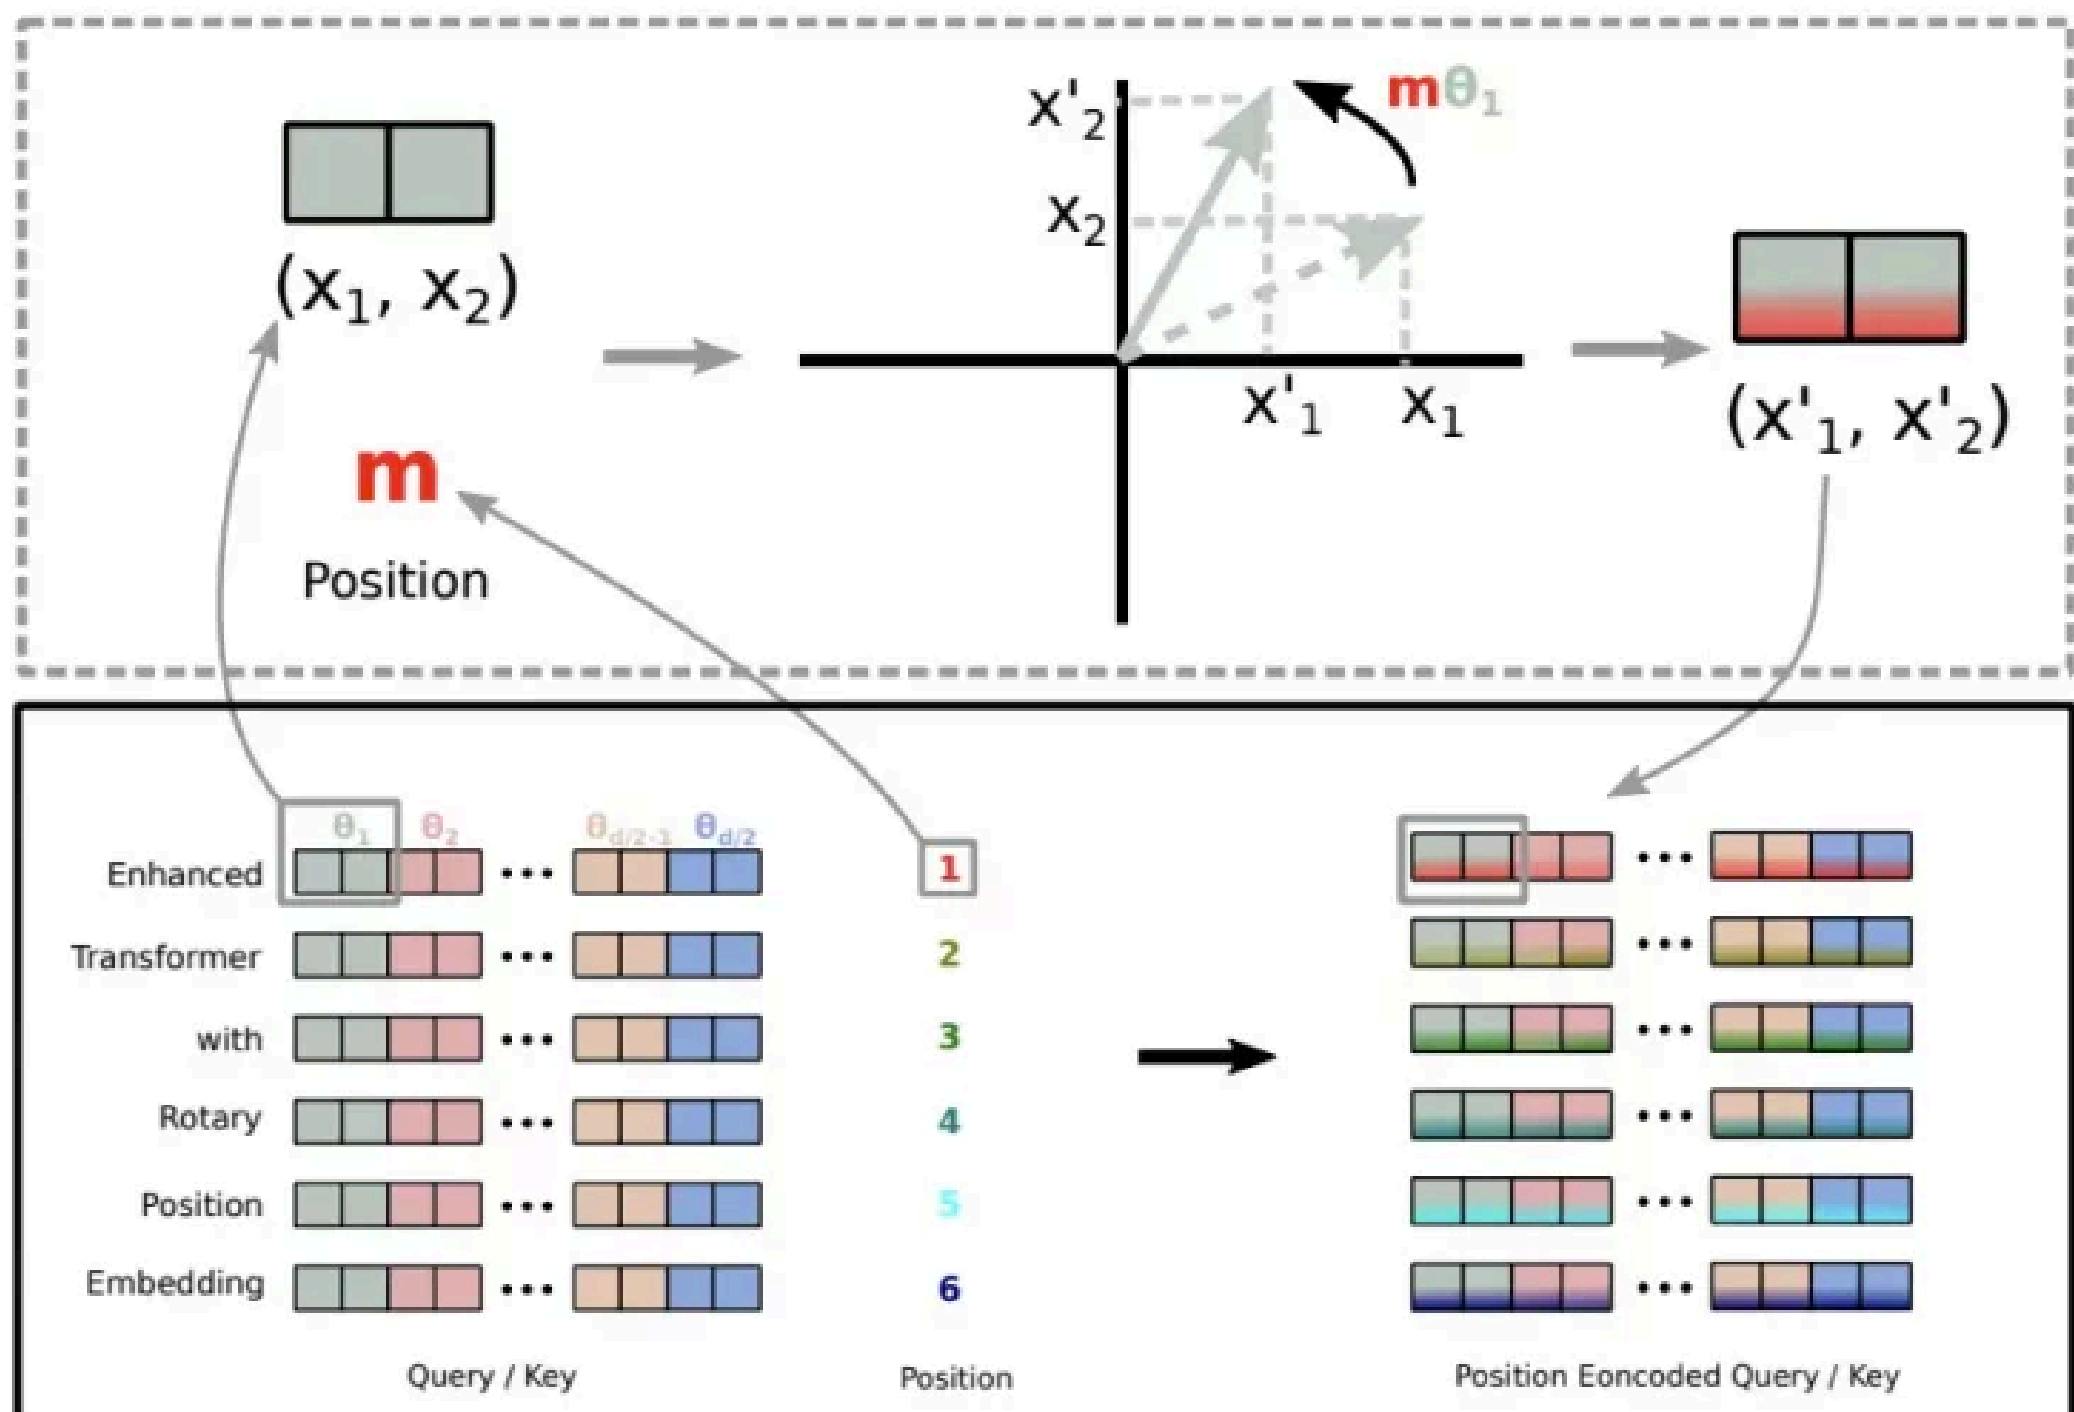 x'₂ mθ₁
x₂
(x₁, x₂)
x'₁ x₁
(x'₁, x'₂)
m
Position
θ₁ θ₂ ••• θd/2-1 θd/2
Enhanced ••• 1 •••
Transformer ••• 2 •••
with ••• 3 •••
Rotary ••• 4 •••
Position ••• 5 •••
Embedding ••• 6 •••
Query / Key Position Position Eoncoded Query / Key